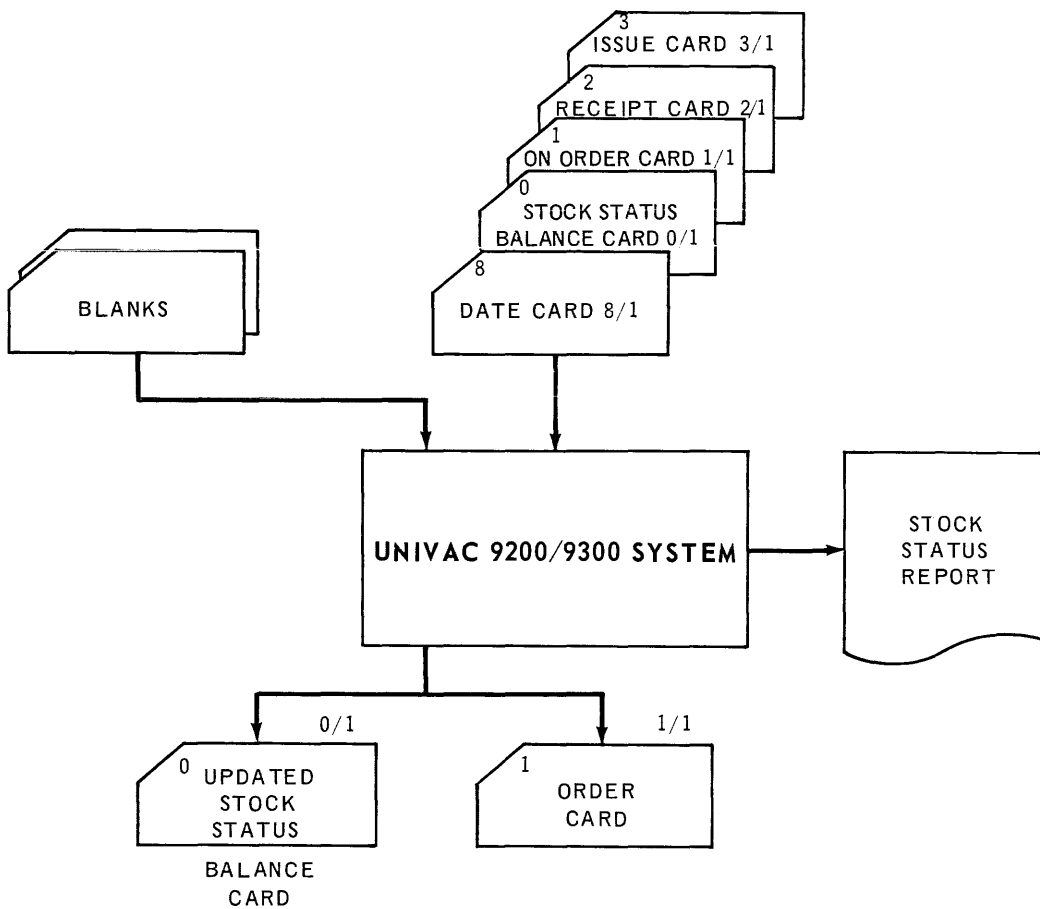 3
ISSUE CARD 3/1
2
RECEIPT CARD 2/1
1
ON ORDER CARD 1/1
0
STOCK STATUS
BALANCE CARD 0/1
8
DATE CARD 8/1
BLANKS
UNIVAC 9200/9300 SYSTEM
STOCK
STATUS
REPORT
0/1
0
UPDATED
STOCK
STATUS
BALANCE
CARD
1/1
1
ORDER
CARD